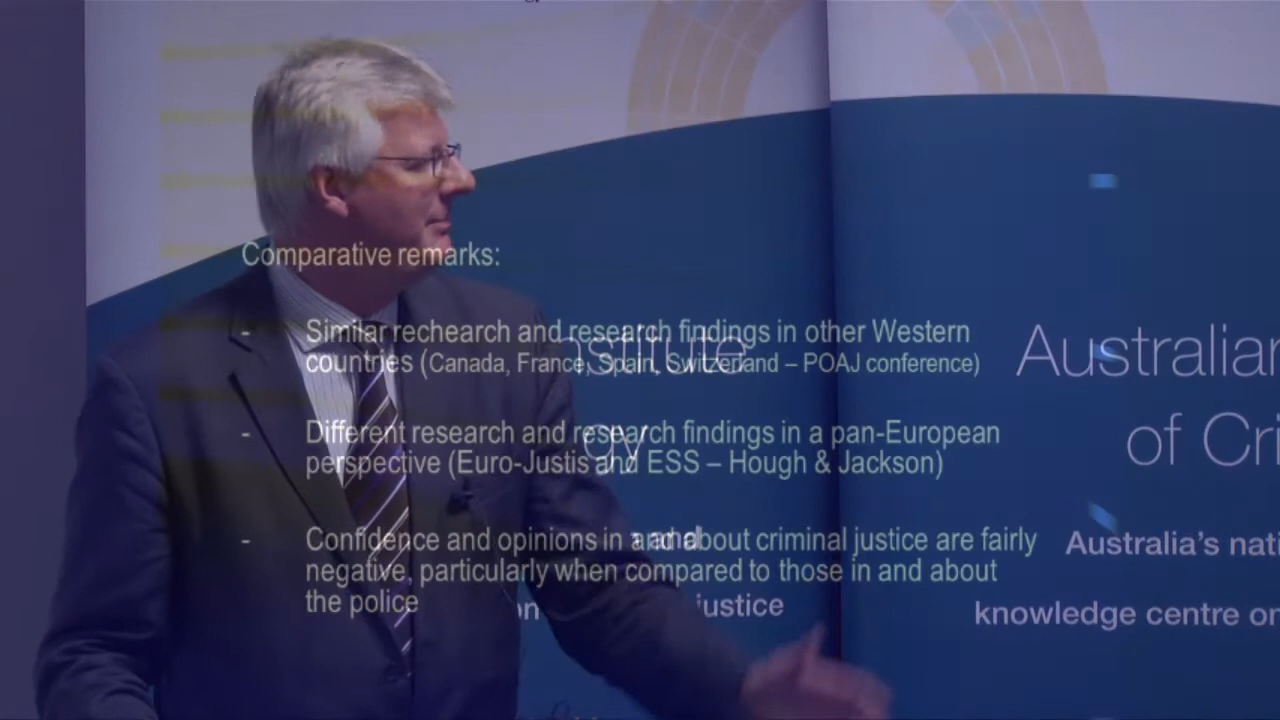 Comparative remarks:
- Similar rechearch and research findings in other Western
countries (Canada, France, Spain, Switzerland – POAJ conference)
- Different research and research findings in a pan-European
perspective (Euro-Justis and ESS – Hough & Jackson)
- Confidence and opinions in and about criminal justice are fairly
negative, particularly when compared to those in and about
the police
nstitute
gy
justice
Australian
of Cri
Australia's nati
knowledge centre on